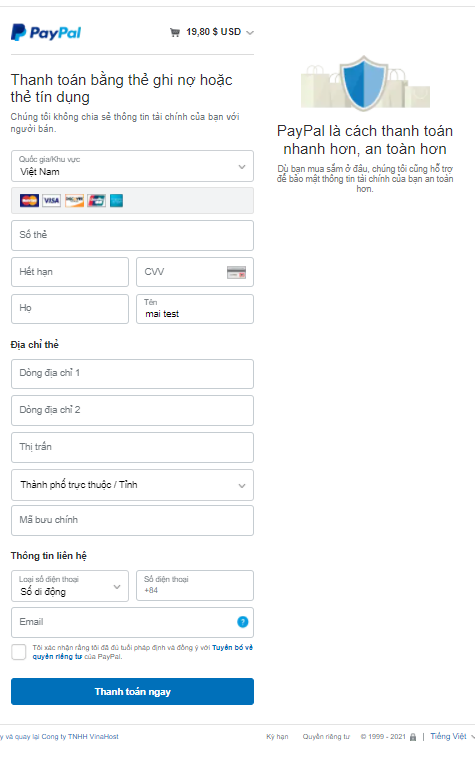 PayPal
19,80 $ USD
Thanh toán bằng thẻ ghi nợ hoặc
thẻ tín dụng
Chúng tôi không chia sẻ thông tin tài chính của bạn với
người bán.
Quốc gia/Khu vực
Việt Nam
VISA
DISCOVER
Số thẻ
Hết hạn
CVV
Họ
Tên
mai test
Địa chỉ thẻ
Dòng địa chỉ 1
Dòng địa chỉ 2
Thị trấn
Thành phố trực thuộc / Tỉnh
Mã bưu chính
Thông tin liên hệ
Loại số điện thoại
Số di động
Số điện thoại
+84
Email
?
Tôi xác nhận rằng tôi đã đủ tuổi pháp định và đồng ý với Tuyên bố về
quyền riêng tư của PayPal.
Thanh toán ngay
PayPal là cách thanh toán
nhanh hơn, an toàn hơn
Dù bạn mua sắm ở đâu, chúng tôi cũng hỗ trợ
để bảo mật thông tin tài chính của bạn an toàn
hơn.
y và quay lại Công ty TNHH VinaHost
Kỳ hạn
Quyền riêng tư
© 1999 - 2021
| Tiếng Việt